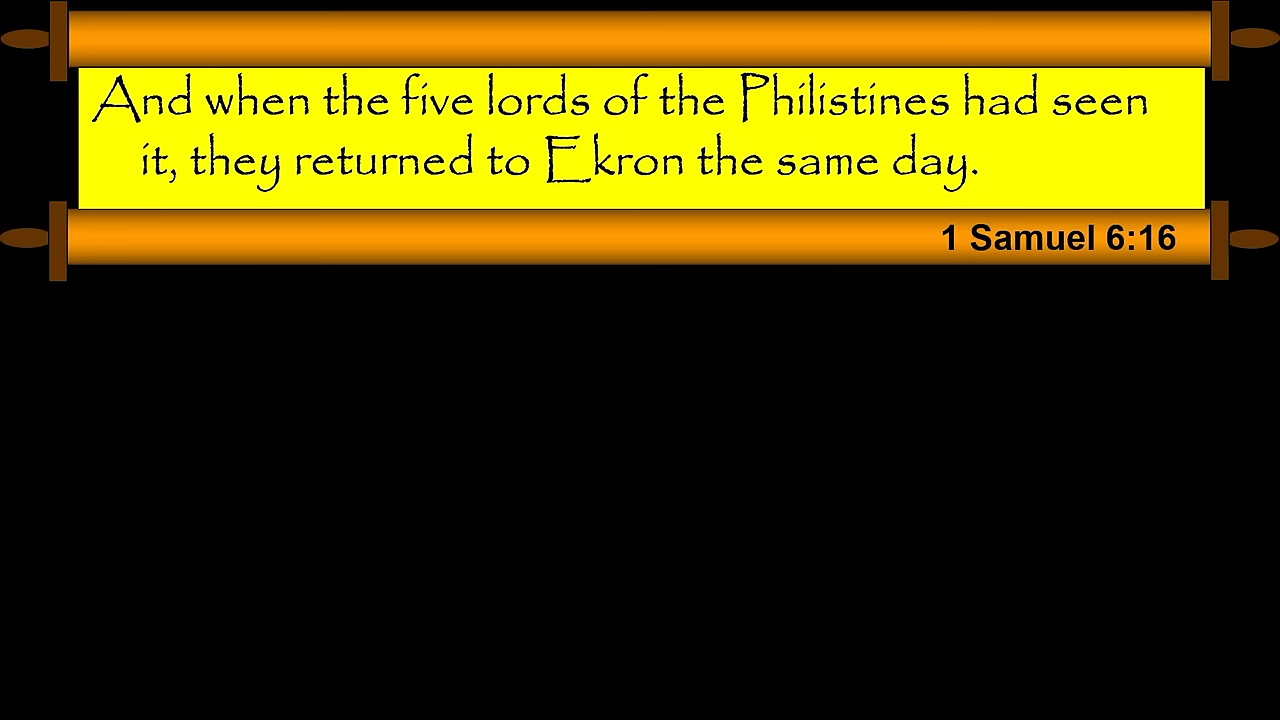 And when the five lords of the Philistines had seen
it, they returned to Ekron the same day.
1 Samuel 6:16